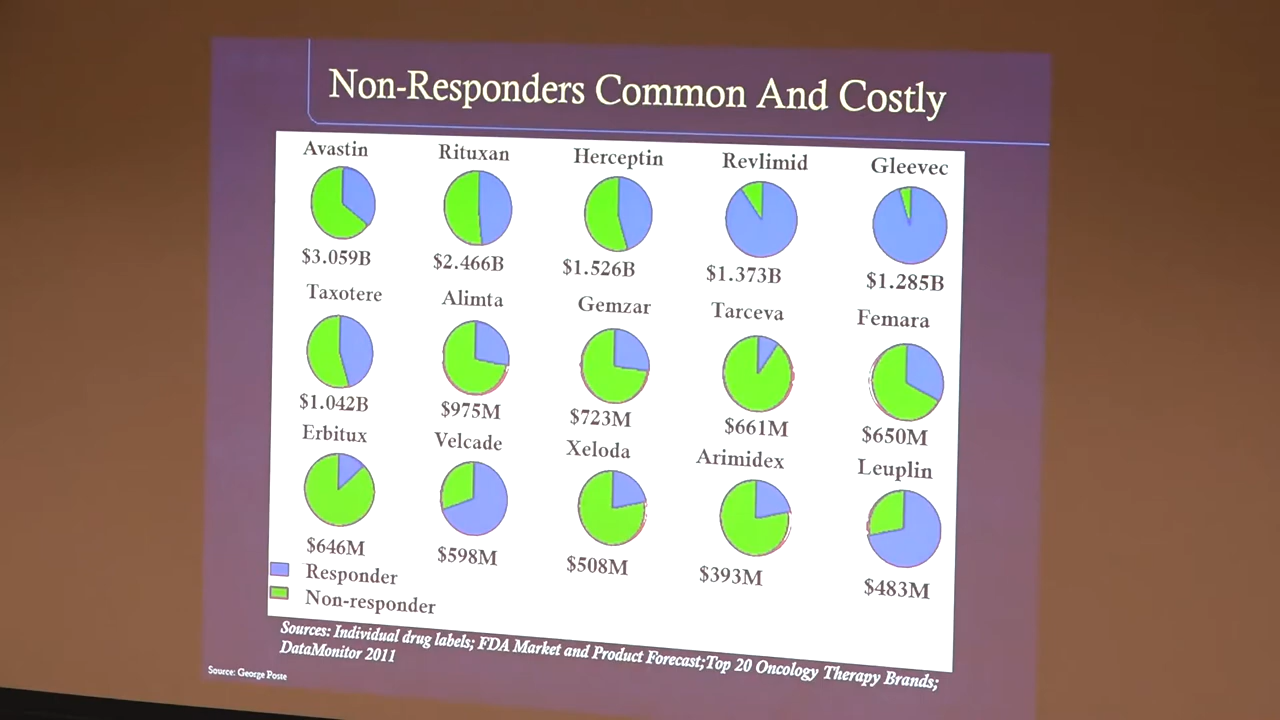 Non-Responders Common And Costly
Avastin Rituxan Herceptin Revlimid Gleevec
$3.059B $2.466B $1.526B $1.373B $1.285B
Taxotere Alimta Gemzar Tarceva Femara
$1.042B $975M $723M $661M $650M
Erbitux Velcade Xeloda Arimidex Leuplin
$646M $598M $508M $393M $483M
Responder
Non-responder
Sources: Individual drug labels; FDA Market and Product Forecast;Top 20 Oncology Therapy Brands;
DataMonitor 2011
Source: George Poste